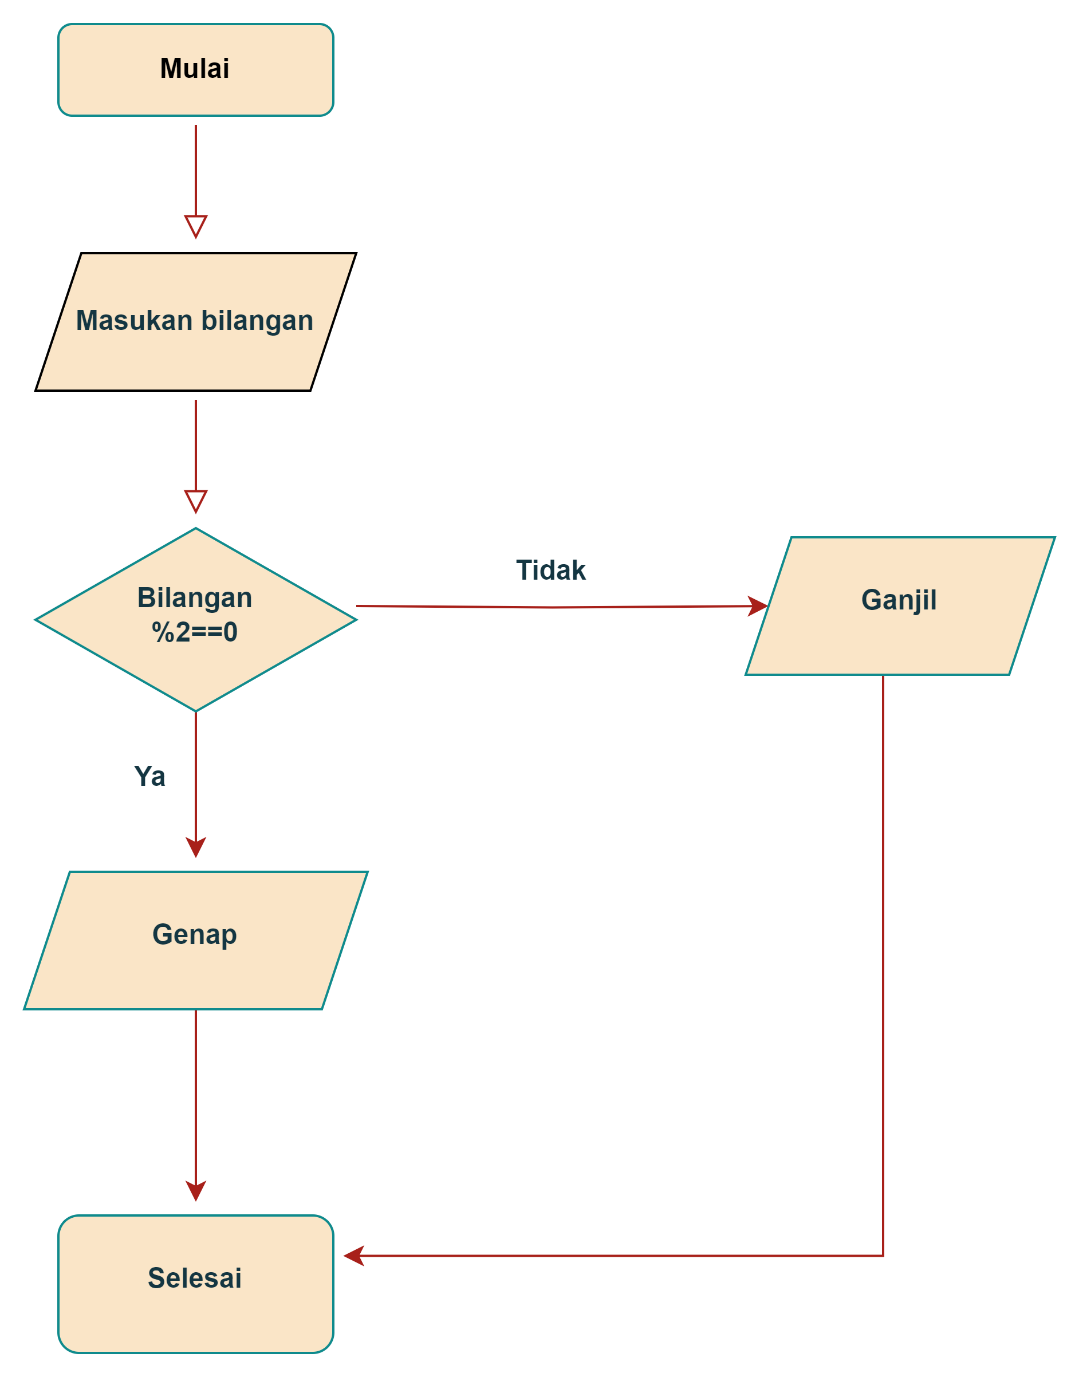 Mulai
Masukan bilangan
Bilangan
%2==0
Tidak
Ganjil
Ya
Genap
Selesai